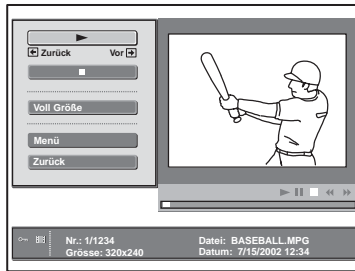 Zurück Vor
Voll Größe
Menü
Zurück
Nr.: 1/1234 Datei: BASEBALL.MPG
Grösse: 320x240 Datum: 7/15/2002 12:34